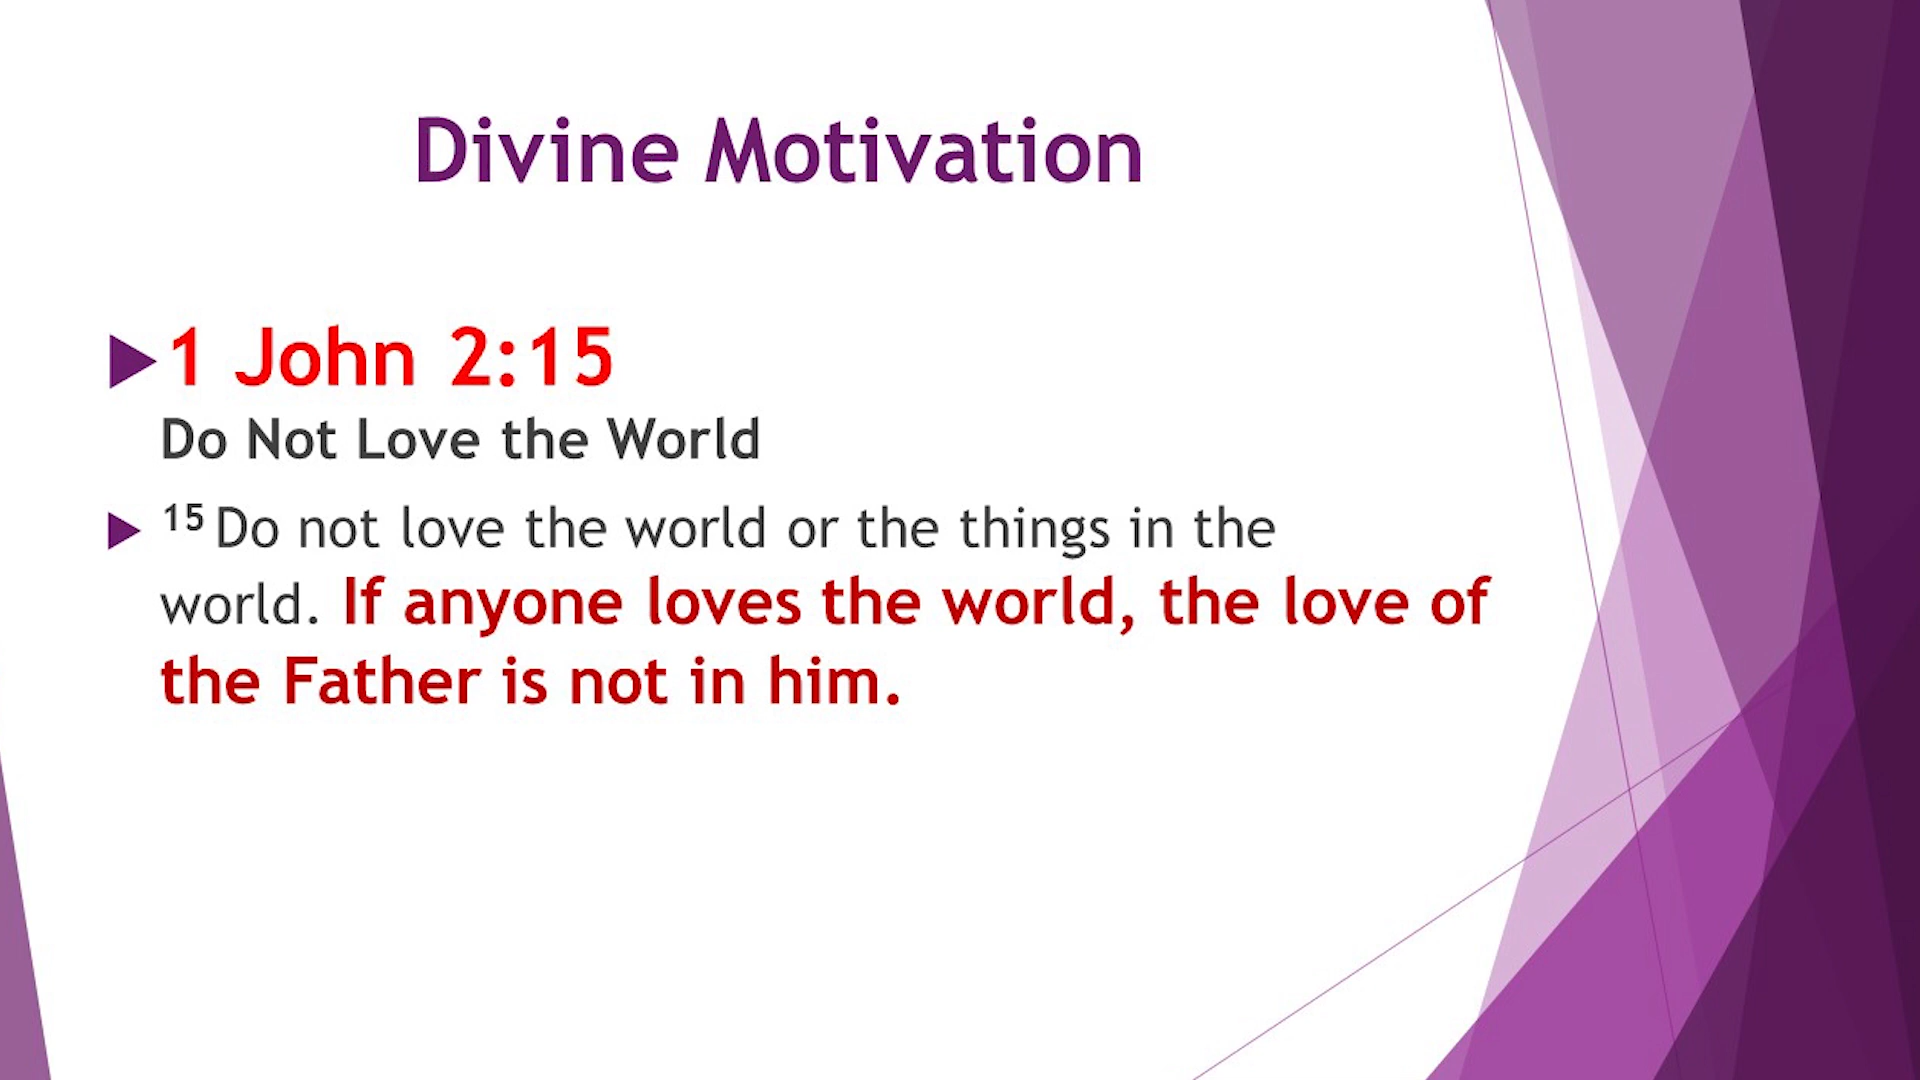 Divine Motivation
1 John 2:15
Do Not Love the World
15 Do not love the world or the things in the
world. If anyone loves the world, the love of
the Father is not in him.